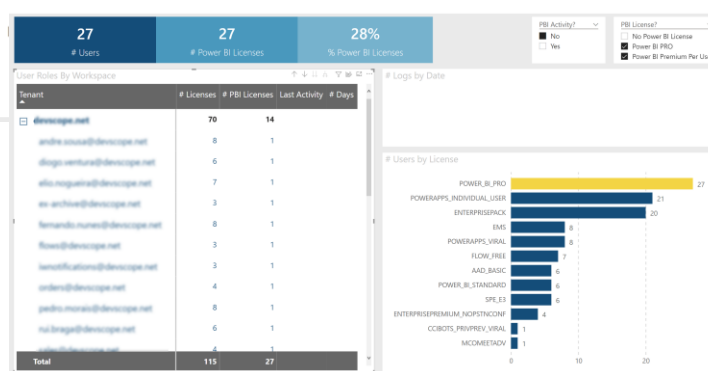 27
# Users
27
# Power BI Licenses
28%
% Power BI Licenses
PBI Activity?
No
Yes
PBI License?
No Power BI License
Power BI PRO
Power BI Premium Per Use
User Roles By Workspace
Tenant # Licenses # PBI Licenses Last Activity # Days
devscope.net 70 14
andre.sousa@devscope.net 8 1
diogo.ventura@devscope.net 6 1
elio.nogueira@devscope.net 7 1
ex-archive@devscope.net 3 1
fernando.nunes@devscope.net 8 1
flows@devscope.net 3 1
iwnotifications@devscope.net 3 1
orders@devscope.net 4 1
pedro.morais@devscope.net 8 1
rui.braga@devscope.net 6 1
sales@devscope.net 4 1
Total 115 27
# Logs by Date
# Users by License
POWER_BI_PRO 27
POWERAPPS_INDIVIDUAL_USER 21
ENTERPRISEPACK 20
EMS 8
POWERAPPS_VIRAL 8
FLOW_FREE 7
AAD_BASIC 6
POWER_BI_STANDARD 6
SPE_E3 6
ENTERPRISEPREMIUM_NOPSTNCONF 4
CCIBOTS_PRIVPREV_VIRAL 1
MCOMEETADV 1
0 10 20